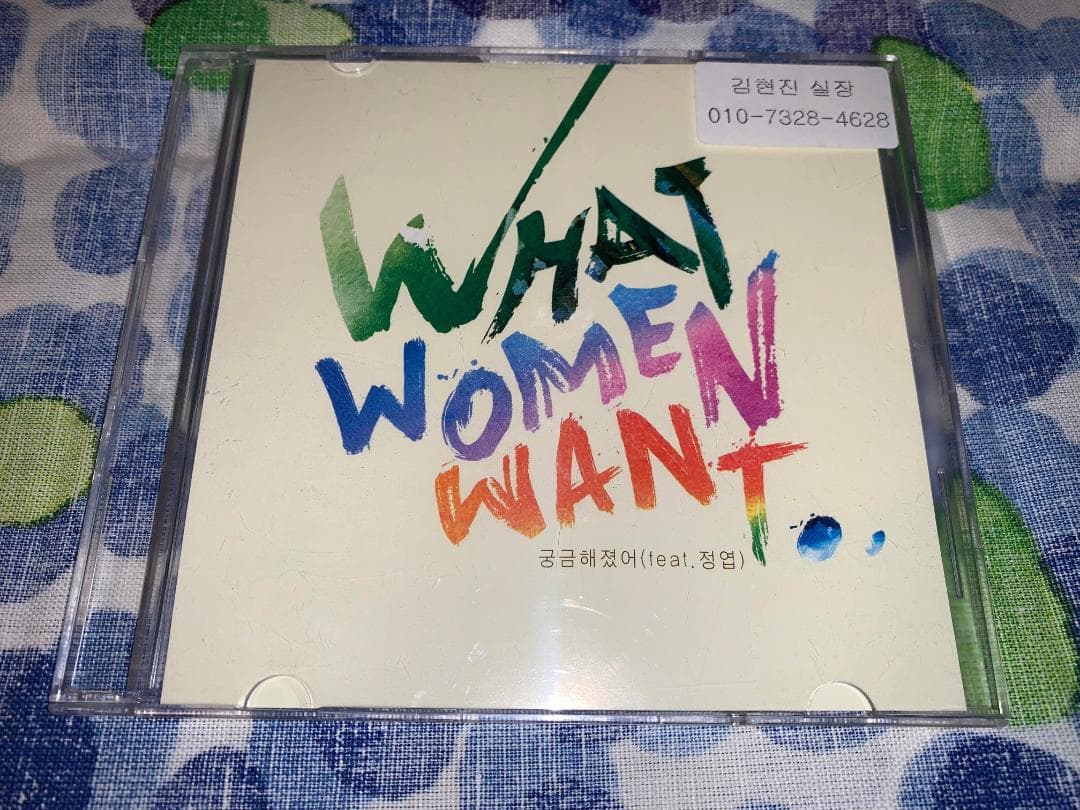 김현진 실장
010-7328-4628
WHAT
WOMEN
WANT..
궁금해졌어(feat.정엽)